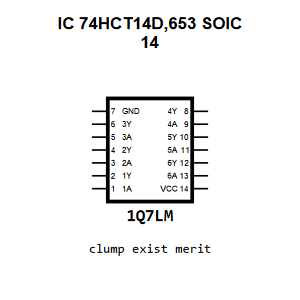 IC 74HCT14D,653 SOIC
14
7 GND 4Y 8
6 3Y 4A 9
5 3A 5Y 10
4 2Y 5A 11
3 2A 6Y 12
2 1Y 6A 13
1 1A VCC 14
1Q7LM
clump exist merit